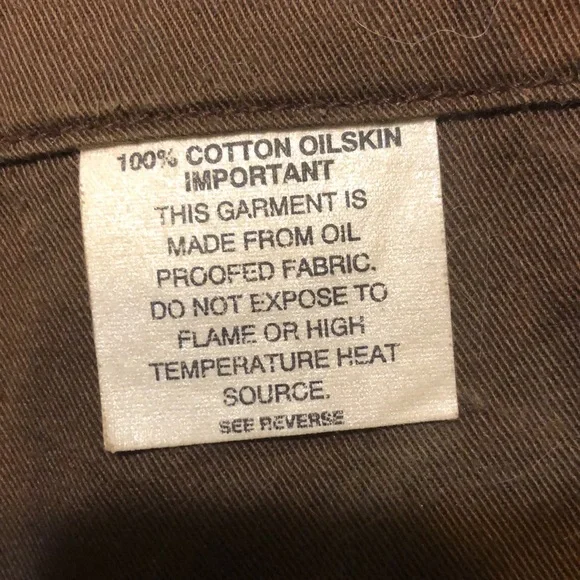 100% COTTON OILSKIN
IMPORTANT
THIS GARMENT IS
MADE FROM OIL
PROOFED FABRIC.
DO NOT EXPOSE TO
FLAME OR HIGH
TEMPERATURE HEAT
SOURCE.
SEE REVERSE